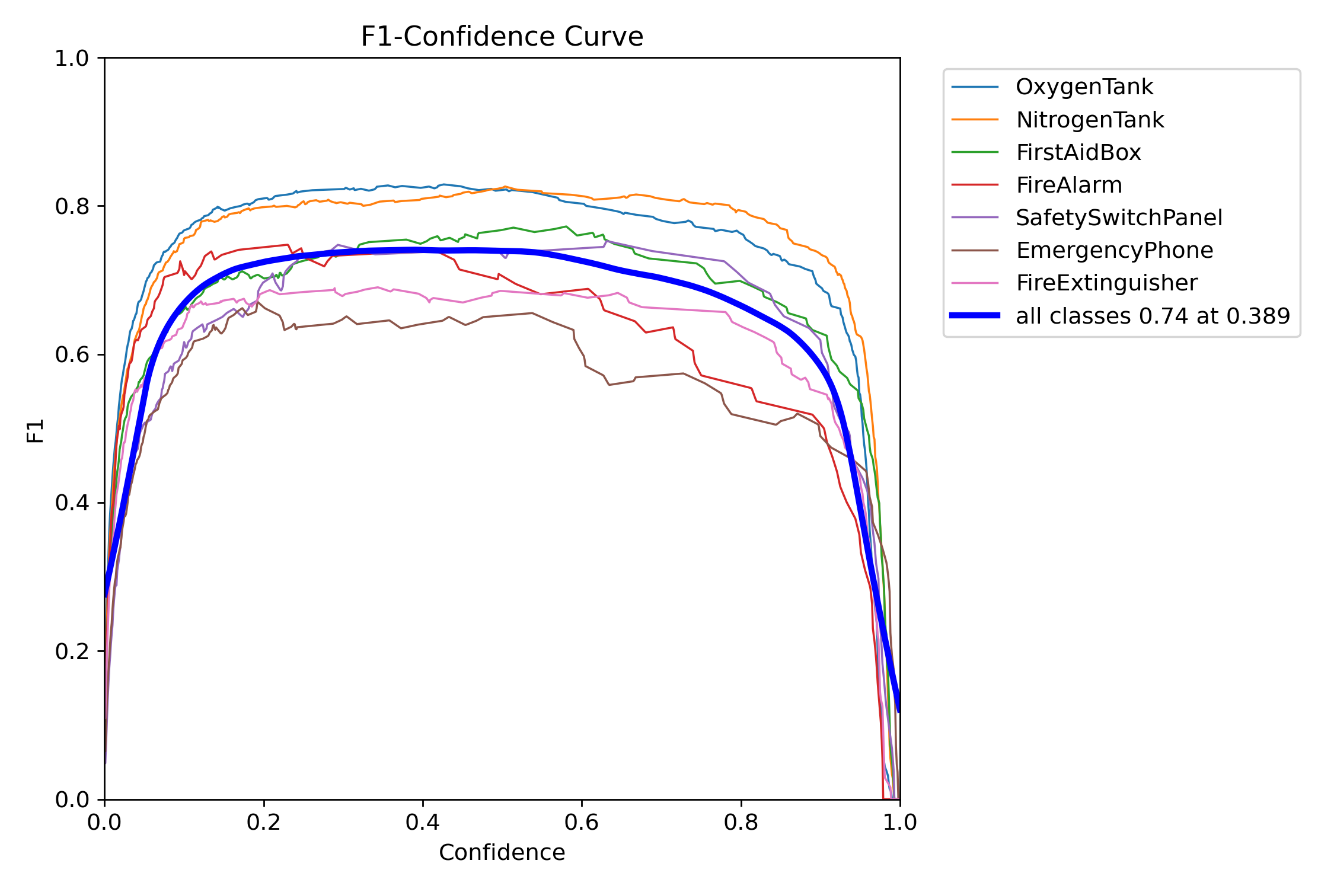 F1-Confidence Curve
1.0
0.8
0.6
0.4
0.2
0.0
F1
0.0 0.2 0.4 0.6 0.8 1.0
Confidence
OxygenTank
NitrogenTank
FirstAidBox
FireAlarm
SafetySwitchPanel
EmergencyPhone
FireExtinguisher
all classes 0.74 at 0.389